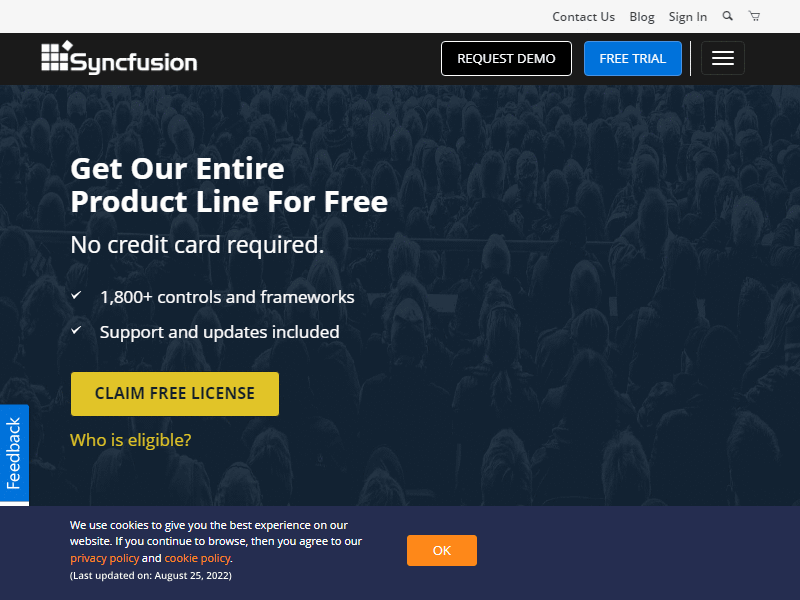 Contact Us Blog Sign In
Syncfusion
REQUEST DEMO
FREE TRIAL
Get Our Entire
Product Line For Free
No credit card required.
1,800+ controls and frameworks
Support and updates included
CLAIM FREE LICENSE
Who is eligible?
Feedback
We use cookies to give you the best experience on our
website. If you continue to browse, then you agree to our
privacy policy and cookie policy.
(Last updated on: August 25, 2022)
OK